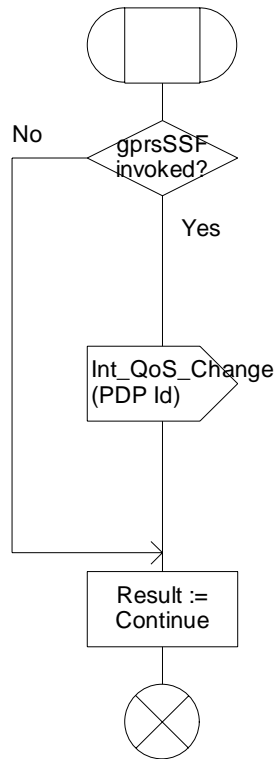 gprsSSF
invoked?
No
Yes
Int_QoS_Change
(PDP Id)
Result :=
Continue